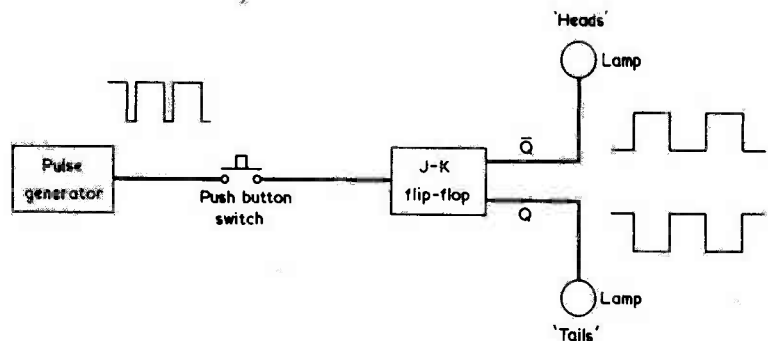 'Heads'
Lamp
Pulse
generator
Push button
switch
J-K
flip-flop
Q̄
Q
Lamp
'Tails'